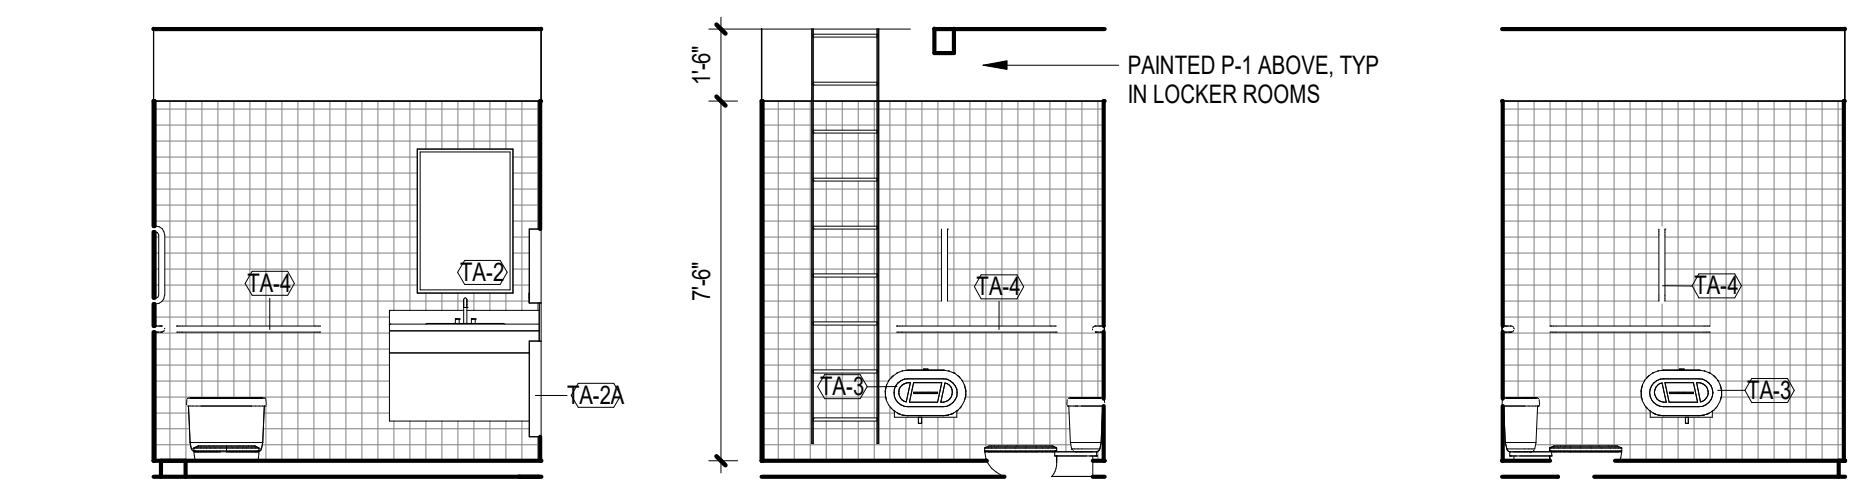 1'-6"
PAINTED P-1 ABOVE, TYP
IN LOCKER ROOMS
7'-6"
TA-2
TA-4
TA-4
TA-4
TA-3
TA-3
TA-2A